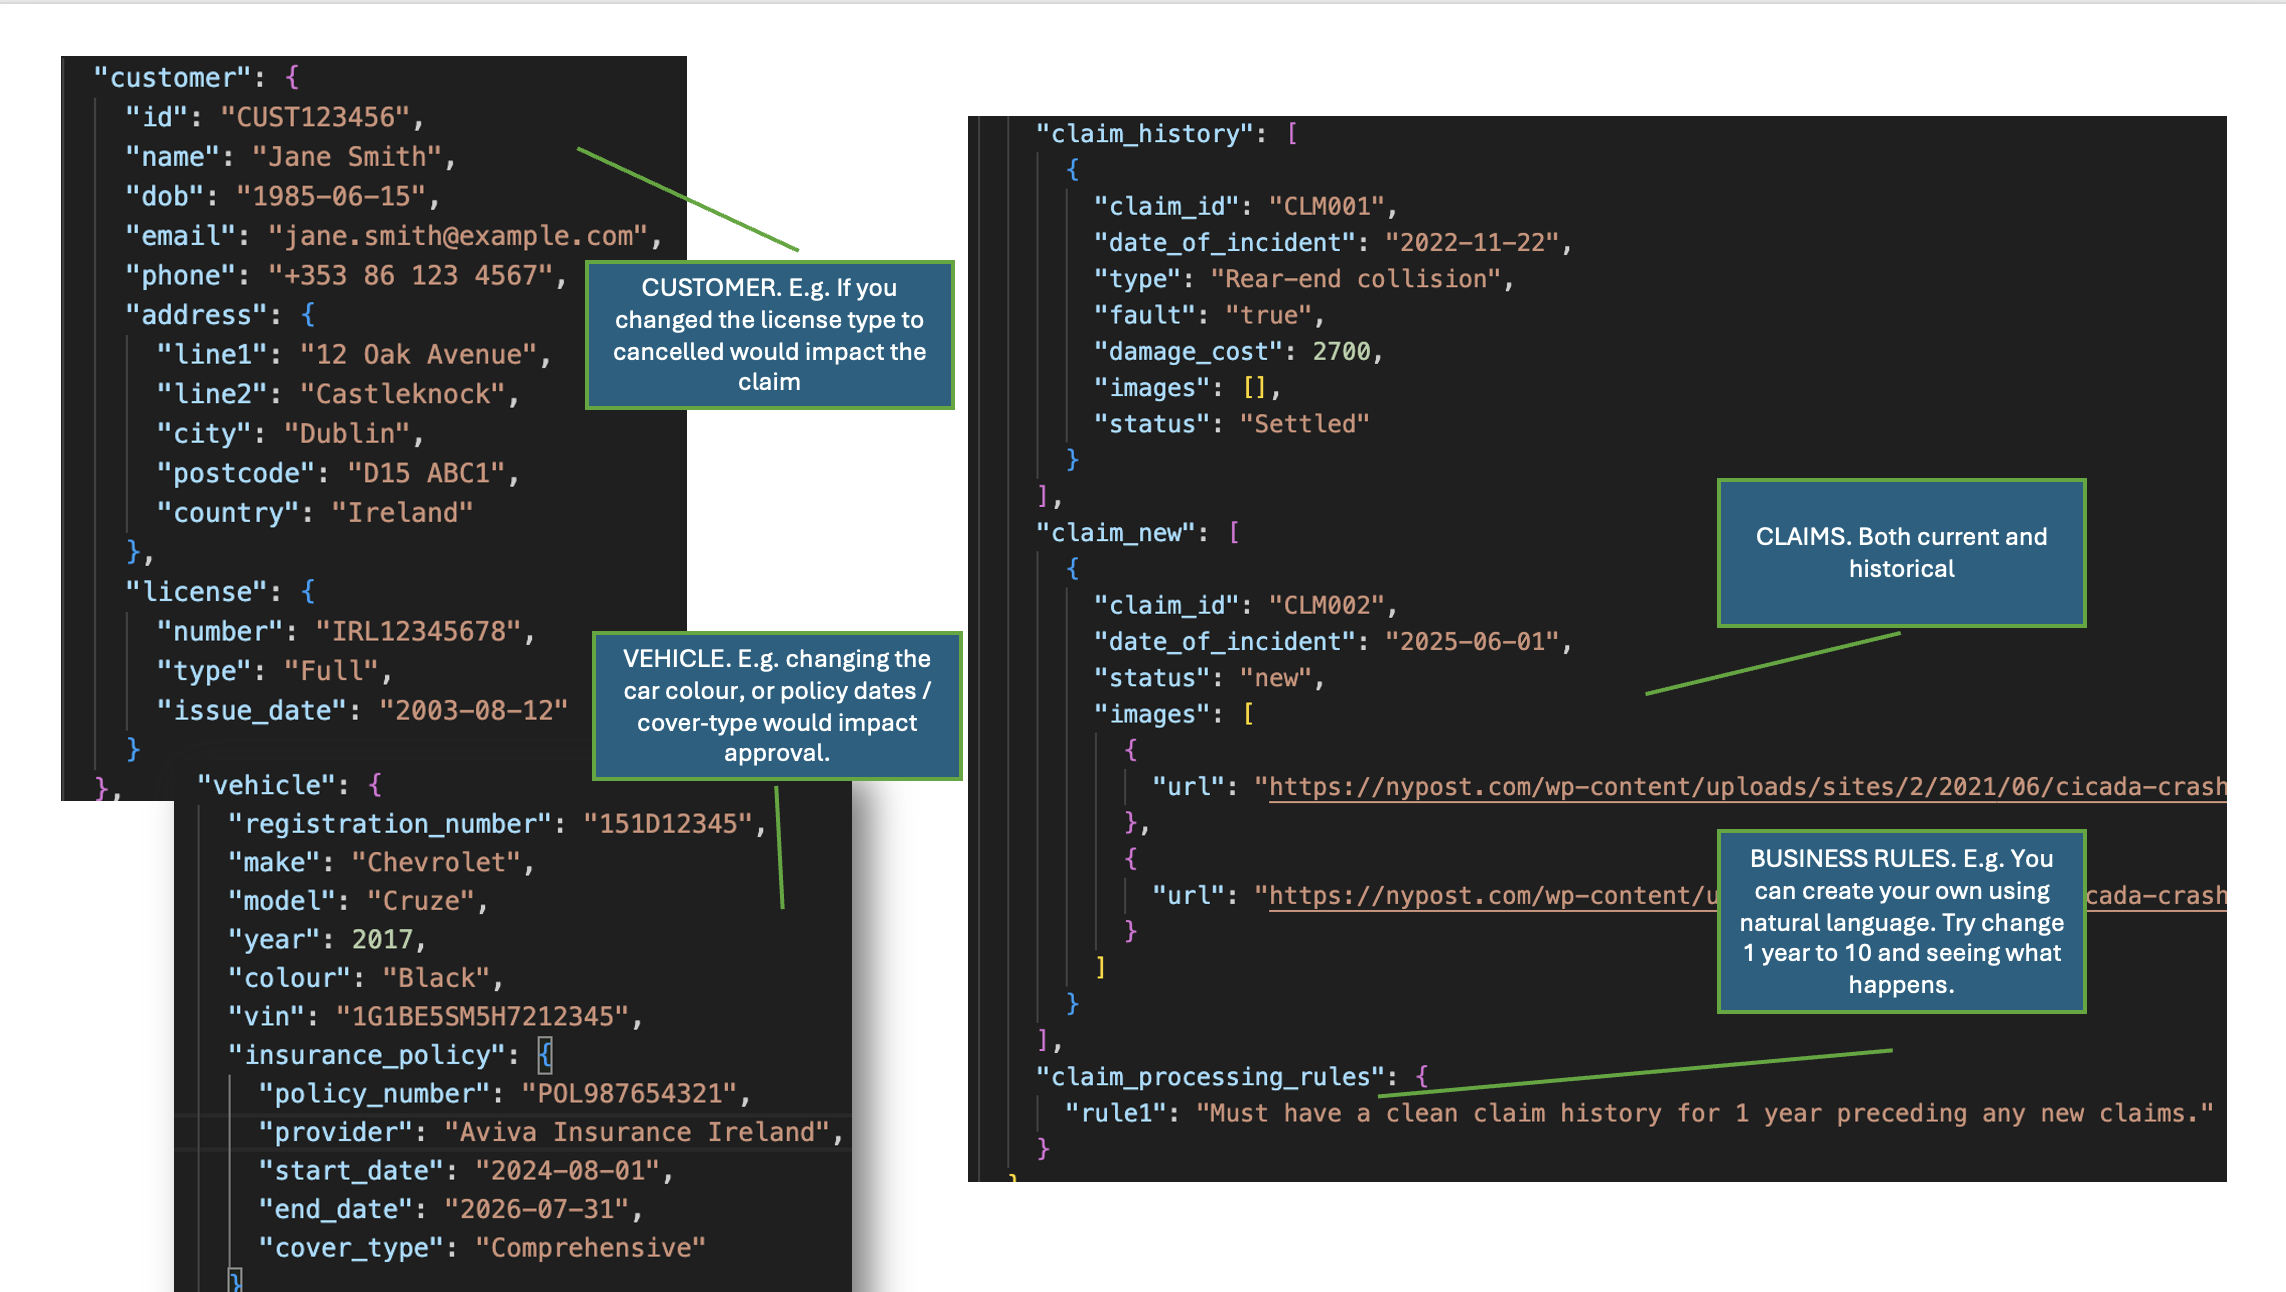 "customer": {
"id": "CUST123456",
"name": "Jane Smith",
"dob": "1985-06-15",
"email": "jane.smith@example.com",
"phone": "+353 86 123 4567",
"address": {
"line1": "12 Oak Avenue",
"line2": "Castleknock",
"city": "Dublin",
"postcode": "D15 ABC1",
"country": "Ireland"
},
"license": {
"number": "IRL12345678",
"type": "Full",
"issue_date": "2003-08-12"
}
},
CUSTOMER. E.g. If you
changed the license type to
cancelled would impact the
claim
VEHICLE. E.g. changing the
car colour, or policy dates /
cover-type would impact
approval.
"vehicle": {
"registration_number": "151D12345",
"make": "Chevrolet",
"model": "Cruze",
"year": 2017,
"colour": "Black",
"vin": "1G1BE5SM5H7212345",
"insurance_policy": {
"policy_number": "POL987654321",
"provider": "Aviva Insurance Ireland",
"start_date": "2024-08-01",
"end_date": "2026-07-31",
"cover_type": "Comprehensive"
}
"claim_history": [
{
"claim_id": "CLM001",
"date_of_incident": "2022-11-22",
"type": "Rear-end collision",
"fault": "true",
"damage_cost": 2700,
"images": [],
"status": "Settled"
}
],
"claim_new": [
{
"claim_id": "CLM002",
"date_of_incident": "2025-06-01",
"status": "new",
"images": [
{
"url": "https://nypost.com/wp-content/uploads/sites/2/2021/06/cicada-crash
},
{
"url": "https://nypost.com/wp-content/u cada-crash
}
]
}
],
"claim_processing_rules": {
"rule1": "Must have a clean claim history for 1 year preceding any new claims."
}
}
CLAIMS. Both current and
historical
BUSINESS RULES. E.g. You
can create your own using
natural language. Try change
1 year to 10 and seeing what
happens.